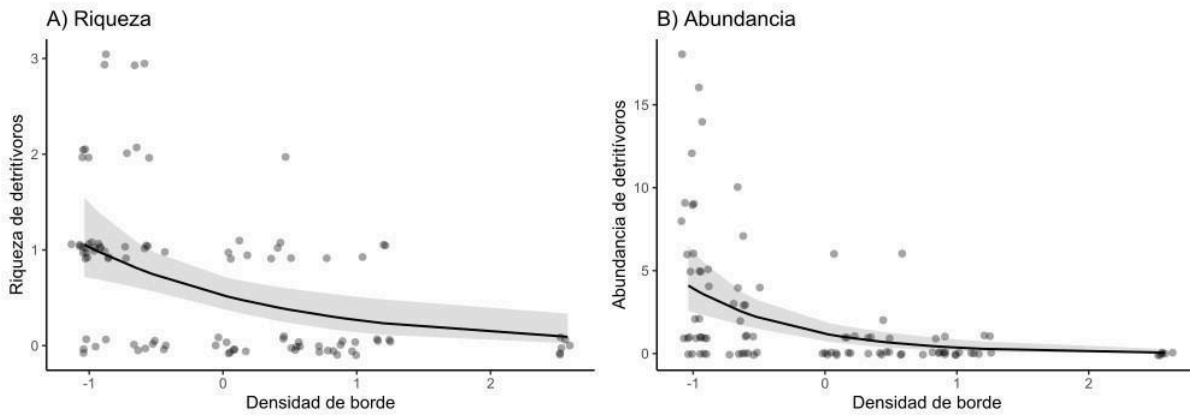 A) Riqueza
Riqueza de detritívoros
3
2
1
0
-1
0
1
2
Densidad de borde
B) Abundancia
Abundancia de detritívoros
15
10
5
0
-1
0
1
2
Densidad de borde